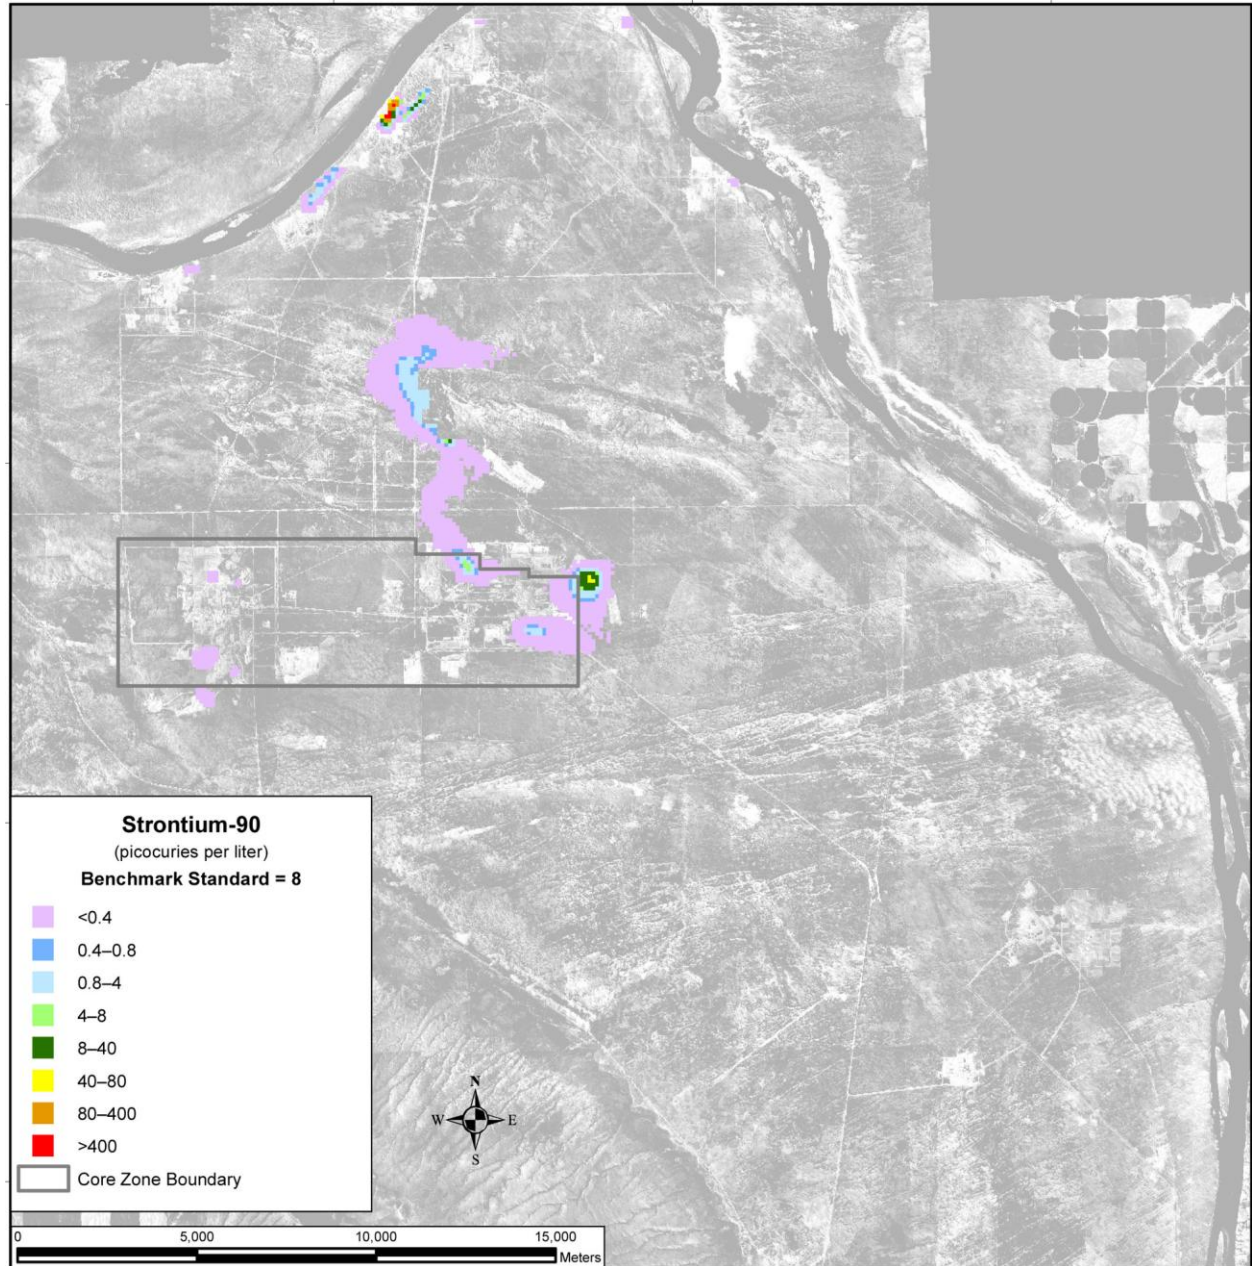 Strontium-90
(picocuries per liter)
Benchmark Standard = 8
<0.4
0.4–0.8
0.8–4
4–8
8–40
40–80
80–400
>400
Core Zone Boundary
N
W E
S
0 5,000 10,000 15,000
Meters